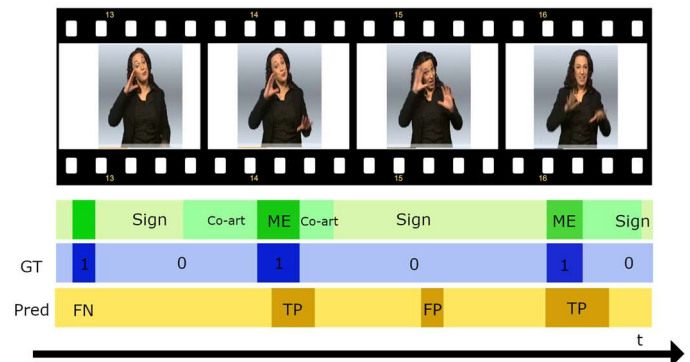 13 14 15 16
13 14 15 16
Sign Co-art ME Co-art Sign ME Sign
GT 1 0 1 0 1 0
Pred FN TP FP TP
t